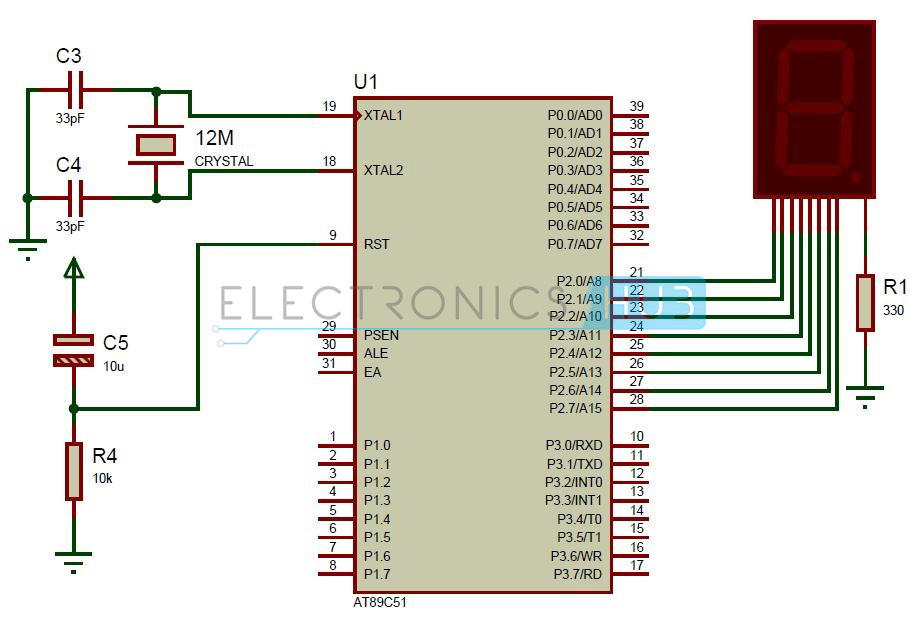 C3
33pF
C4
33pF
12M
CRYSTAL
C5
10u
R4
10k
U1
19 XTAL1
18 XTAL2
9 RST
29 PSEN
30 ALE
31 EA
1 P1.0
2 P1.1
3 P1.2
4 P1.3
5 P1.4
6 P1.5
7 P1.6
8 P1.7
P0.0/AD0 39
P0.1/AD1 38
P0.2/AD2 37
P0.3/AD3 36
P0.4/AD4 35
P0.5/AD5 34
P0.6/AD6 33
P0.7/AD7 32
P2.0/A8 21
P2.1/A9 22
P2.2/A10 23
P2.3/A11 24
P2.4/A12 25
P2.5/A13 26
P2.6/A14 27
P2.7/A15 28
P3.0/RXD 10
P3.1/TXD 11
P3.2/INT0 12
P3.3/INT1 13
P3.4/T0 14
P3.5/T1 15
P3.6/WR 16
P3.7/RD 17
AT89C51
R1
330
ELECTRONICS HUB